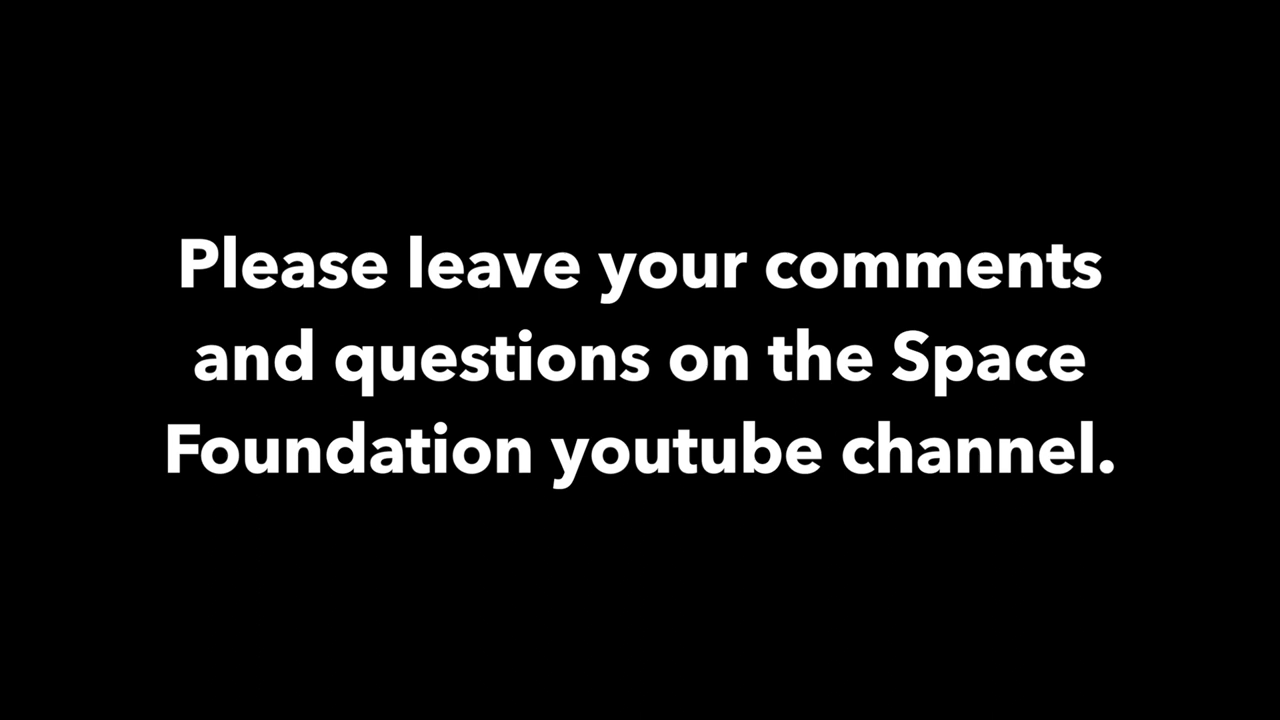 Please leave your comments
and questions on the Space
Foundation youtube channel.